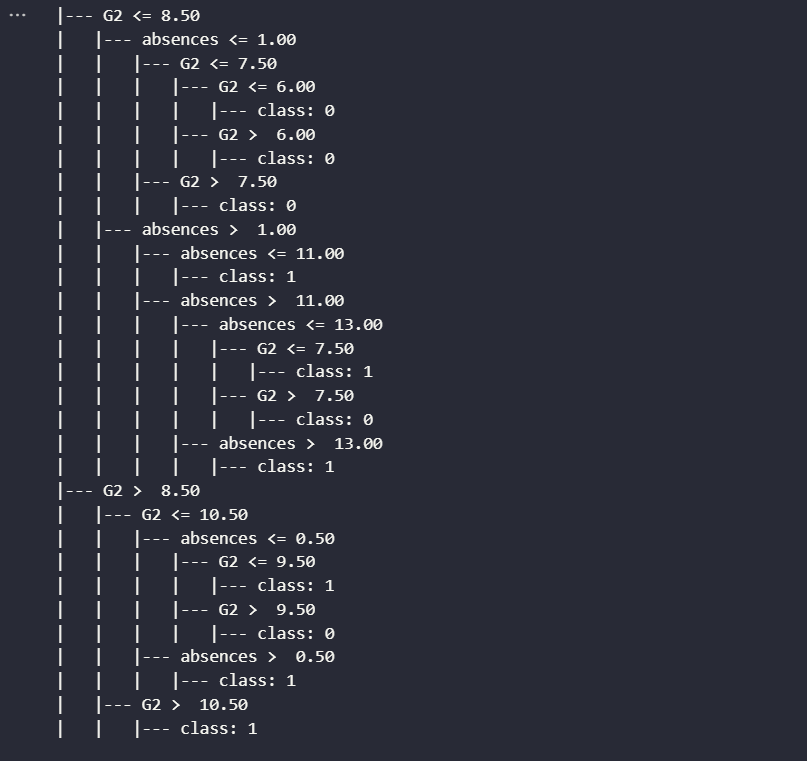 |--- G2 <= 8.50
|   |--- absences <= 1.00
|   |   |--- G2 <= 7.50
|   |   |   |--- G2 <= 6.00
|   |   |   |   |--- class: 0
|   |   |   |--- G2 >  6.00
|   |   |   |   |--- class: 0
|   |   |--- G2 >  7.50
|   |   |   |--- class: 0
|   |--- absences >  1.00
|   |   |--- absences <= 11.00
|   |   |   |--- class: 1
|   |   |--- absences >  11.00
|   |   |   |--- absences <= 13.00
|   |   |   |   |--- G2 <= 7.50
|   |   |   |   |   |--- class: 1
|   |   |   |   |--- G2 >  7.50
|   |   |   |   |   |--- class: 0
|   |   |   |--- absences >  13.00
|   |   |   |   |--- class: 1
|--- G2 >  8.50
|   |--- G2 <= 10.50
|   |   |--- absences <= 0.50
|   |   |   |--- G2 <= 9.50
|   |   |   |   |--- class: 1
|   |   |   |--- G2 >  9.50
|   |   |   |   |--- class: 0
|   |   |--- absences >  0.50
|   |   |   |--- class: 1
|   |--- G2 >  10.50
|   |   |--- class: 1